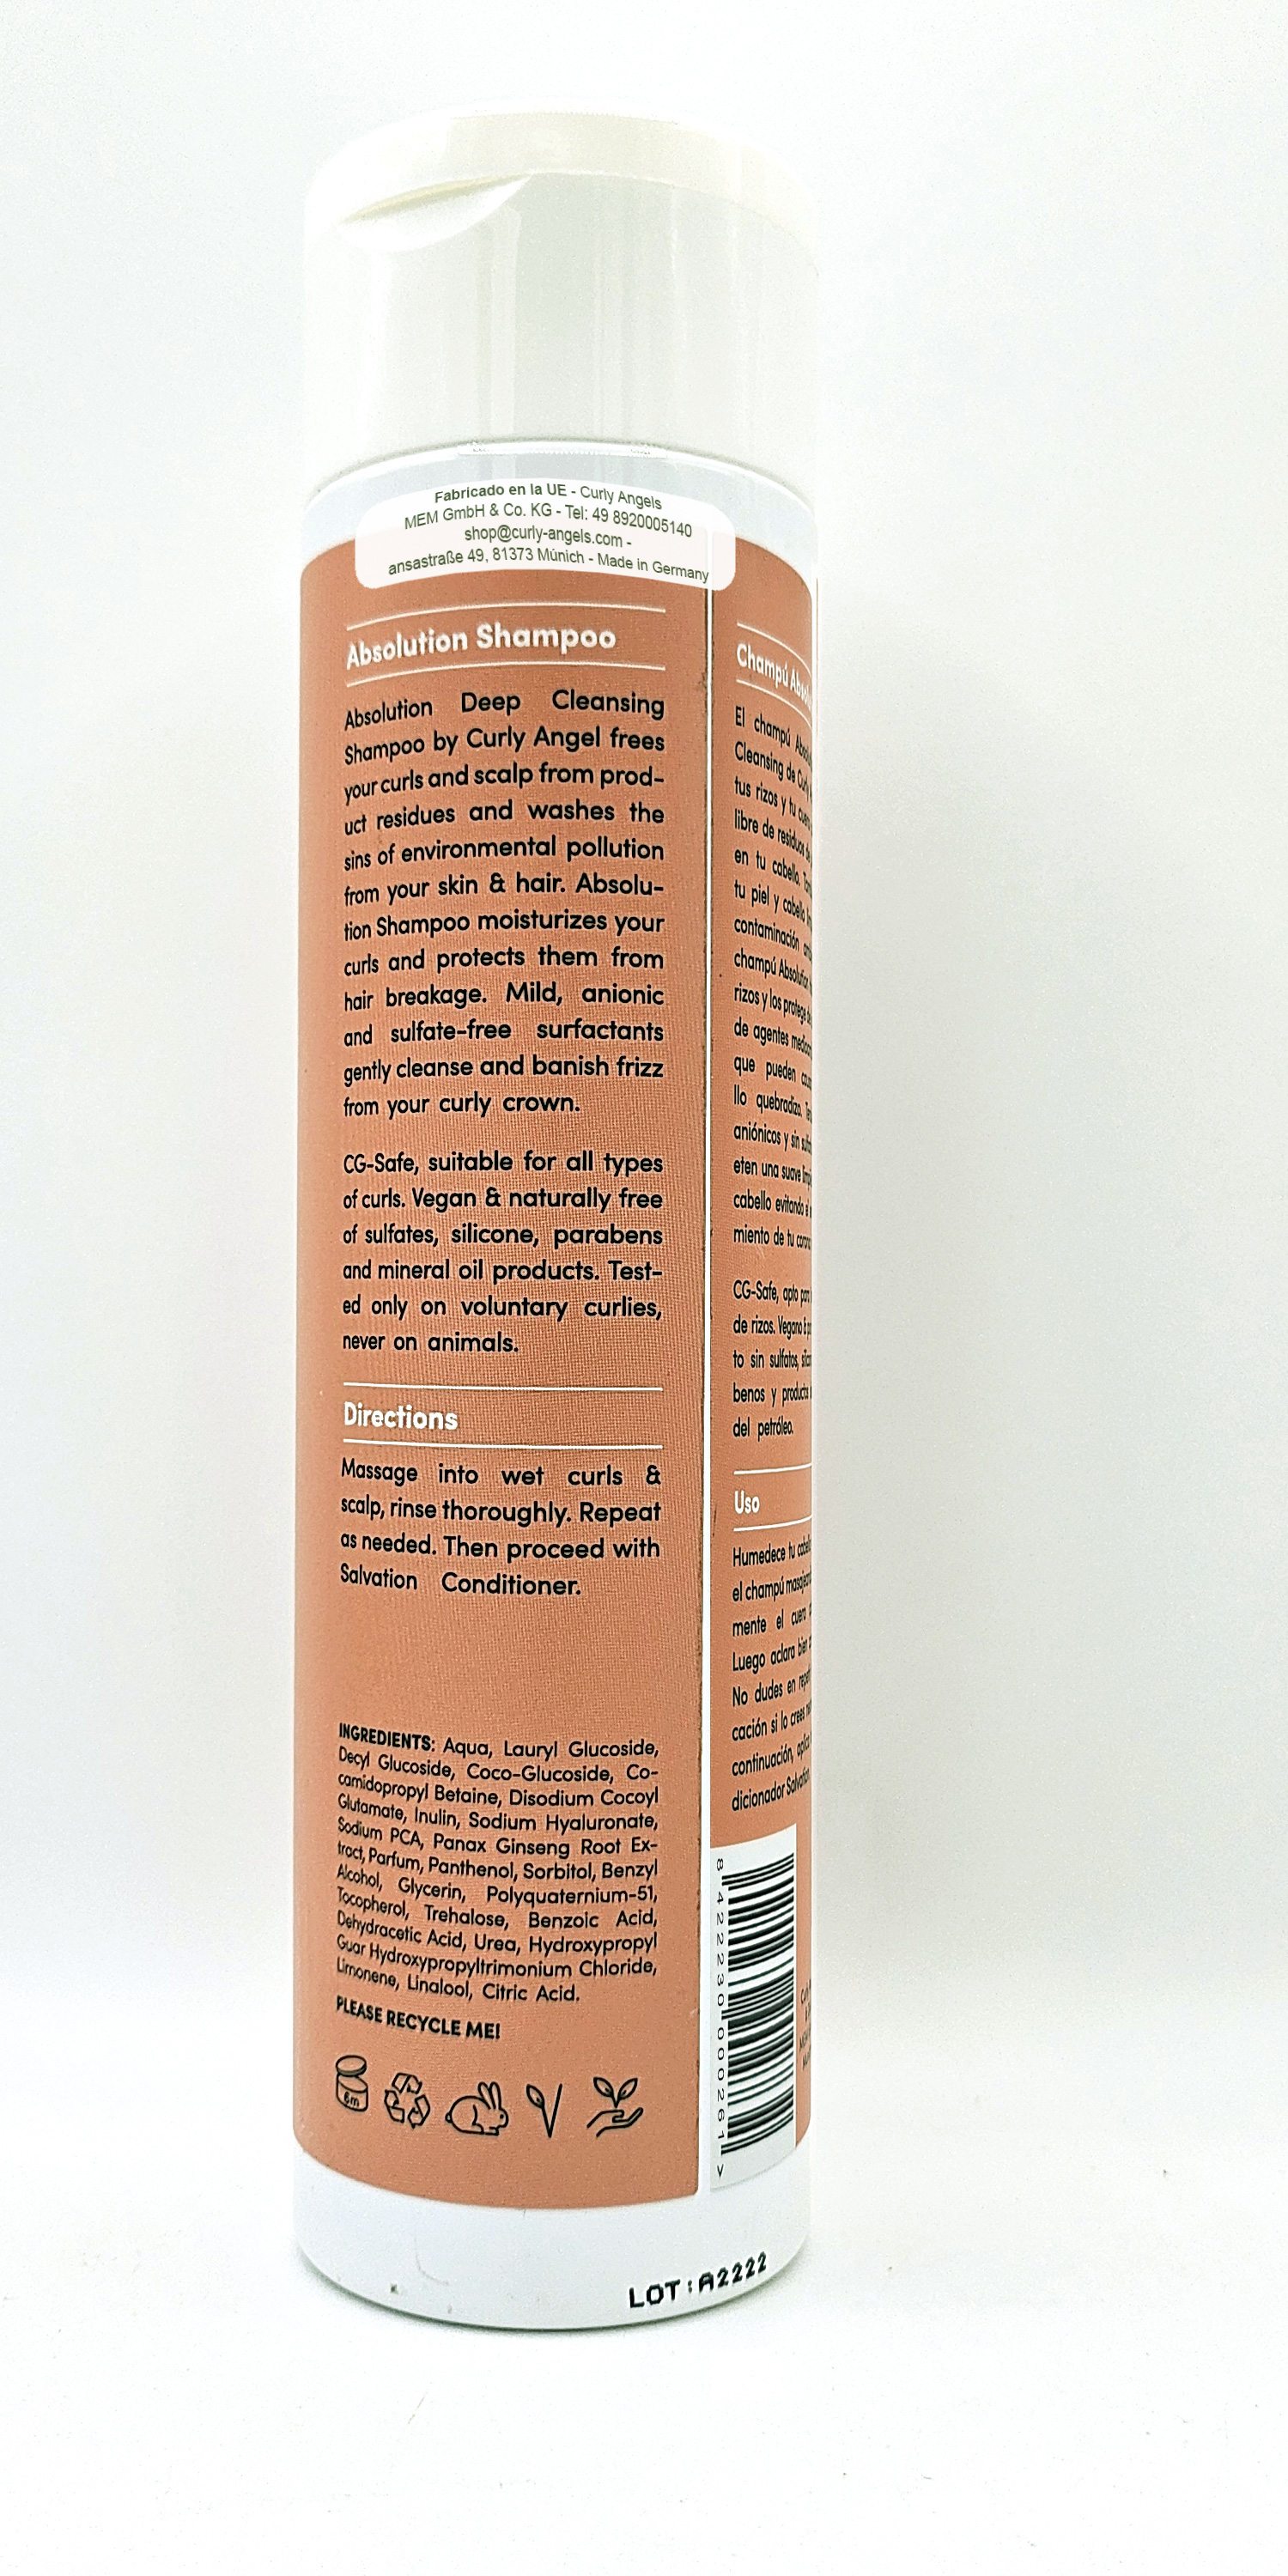 Fabricado en la UE - Curly Angels
MEM GmbH & Co. KG - Tel: 49 8920005140
shop@curly-angels.com -
ansastraße 49, 81373 Múnich - Made in Germany
Absolution Shampoo
Absolution Deep Cleansing
Shampoo by Curly Angel frees
your curls and scalp from prod-
uct residues and washes the
sins of environmental pollution
from your skin & hair. Absolu-
tion Shampoo moisturizes your
curls and protects them from
hair breakage. Mild, anionic
and sulfate-free surfactants
gently cleanse and banish frizz
from your curly crown.
CG-Safe, suitable for all types
of curls. Vegan & naturally free
of sulfates, silicone, parabens
and mineral oil products. Test-
ed only on voluntary curlies,
never on animals.
Directions
Massage into wet curls &
scalp, rinse thoroughly. Repeat
as needed. Then proceed with
Salvation Conditioner.
INGREDIENTS: Aqua, Lauryl Glucoside,
Decyl Glucoside, Coco-Glucoside, Co-
camidopropyl Betaine, Disodium Cocoyl
Glutamate, Inulin, Sodium Hyaluronate,
Sodium PCA, Panax Ginseng Root Ex-
tract, Parfum, Panthenol, Sorbitol, Benzyl
Alcohol, Glycerin, Polyquaternium-51,
Tocopherol, Trehalose, Benzoic Acid,
Dehydracetic Acid, Urea, Hydroxypropyl
Guar Hydroxypropyltrimonium Chloride,
Limonene, Linalool, Citric Acid.
PLEASE RECYCLE ME!
6m
Champú
El champú
Cleansing de
tus rizos y tu
libre de residuos
en tu cabello.
tu piel y cabello
contaminación
champú Absolution
rizos y los protege
de agentes
que pueden
llo quebradizo.
aniónicos y sin
eten una suave
cabello evitando
miento de tu
CG-Safe, apto
de rizos. Vegano
to sin sulfatos,
benos y productos
del petróleo.
Uso
Humedece tu
el champú
mente el cuero
Luego aclara bien
No dudes en
cación si lo crees
continuación,
dicionador Salvation.
8 422230 000261 >
LOT:A2222